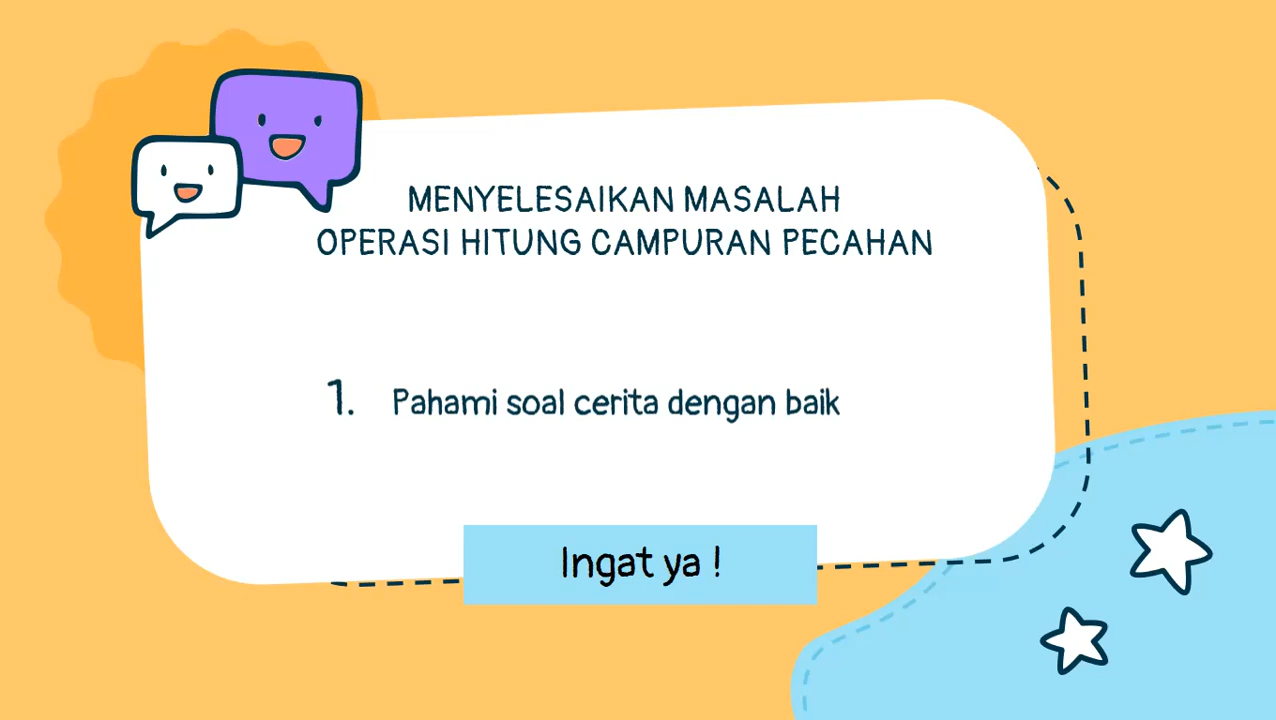 MENYELESAIKAN MASALAH
OPERASI HITUNG CAMPURAN PECAHAN
1. Pahami soal cerita dengan baik
Ingat ya !